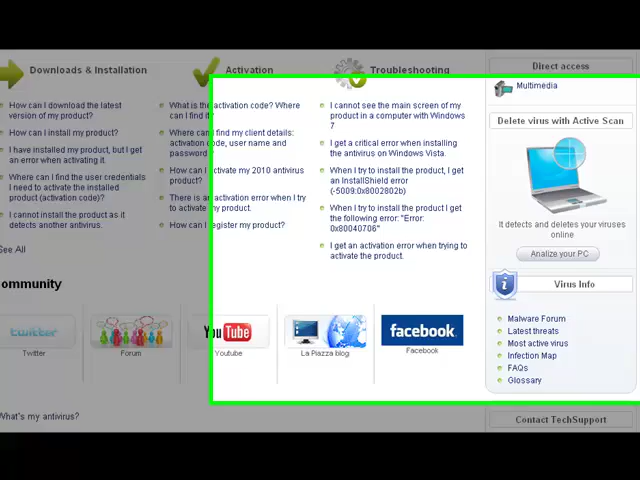 Downloads & Installation
How can I download the latest
version of my product?
How can I install my product?
I have installed my product, but I get
an error when activating it.
Where can I find the user credentials
I need to activate the installed
product (activation code)?
I cannot install the product as it
detects another antivirus.
See All
Activation
What is the activation code? Where
can I find it?
Where can I find my client details:
activation code, user name and
password
How can I activate my 2010 antivirus
product?
There is an activation error when I try
to activate my product.
How can I register my product?
Troubleshooting
I cannot see the main screen of my
product in a computer with Windows
7
I get a critical error when installing
the antivirus on Windows Vista.
When I try to install the product, I get
an InstallShield error
(-5009:0x8002802b)
When I try to install the product I get
the following error: "Error:
0x80040706"
I get an activation error when trying to
activate the product.
Direct access
Multimedia
Delete virus with Active Scan
It detects and deletes your viruses
online
Analize your PC
Virus Info
Malware Forum
Latest threats
Most active virus
Infection Map
FAQs
Glossary
Contact TechSupport
ommunity
twitter
Twitter
Forum
YouTube
Youtube
La Piazza blog
facebook
Facebook
What's my antivirus?